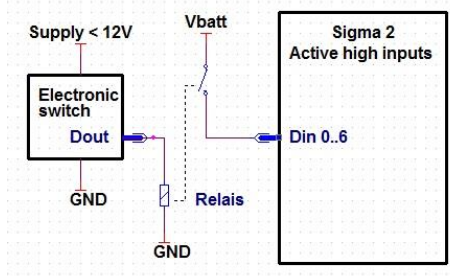 Supply < 12V
Vbatt
Sigma 2
Active high inputs
Electronic
switch
Dout
Din 0..6
GND
Relais
GND